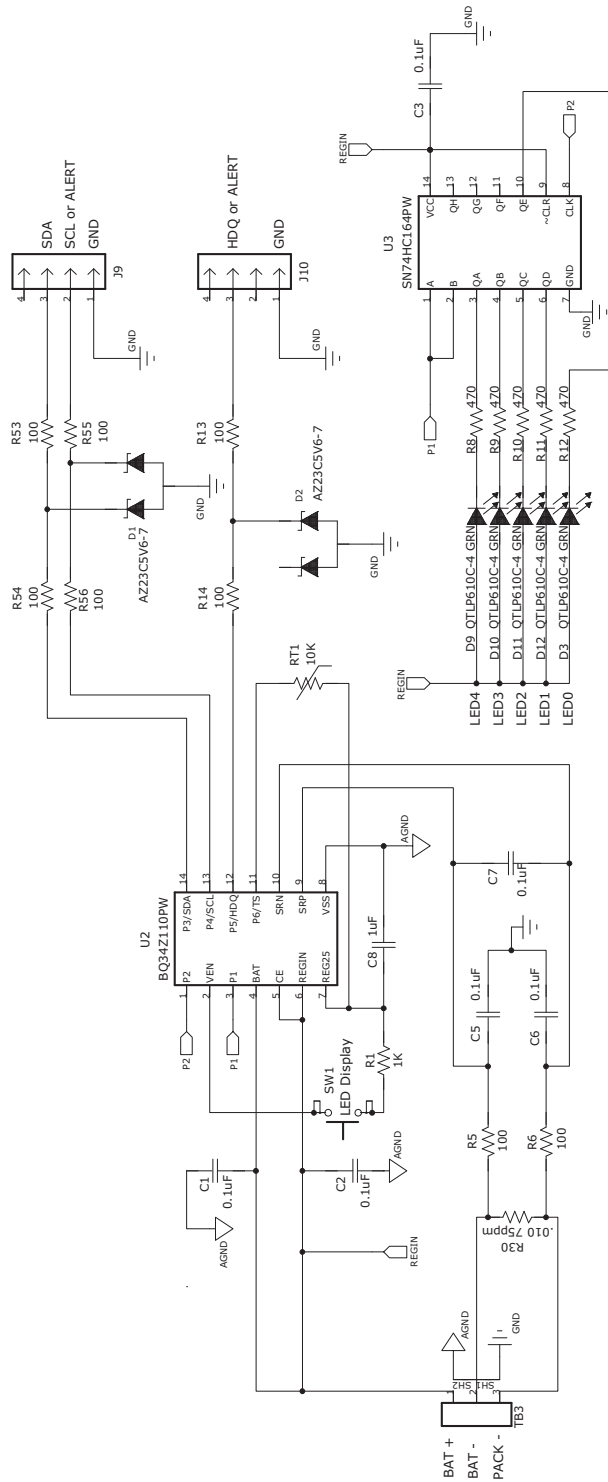 BAT +
BAT -
PACK -
TB3
1
2
3
SH2
SH1
AGND
GND
R30
.010 75ppm
R5
100
R6
100
C5
0.1uF
C6
0.1uF
C7
0.1uF
REGIN
AGND
C1
0.1uF
C2
0.1uF
AGND
SW1
LED Display
R1
1K
C8
1uF
AGND
P2
P1
U2
BQ34Z110PW
1
P2
2
VEN
3
P1
4
BAT
5
CE
6
REGIN
7
REG25
P3/SDA
14
P4/SCL
13
P5/HDQ
12
P6/TS
11
SRN
10
SRP
9
VSS
8
RT1
10K
R54
100
R56
100
R53
100
R55
100
D1
AZ23C5V6-7
GND
R14
100
R13
100
D2
AZ23C5V6-7
GND
J9
4
3
2
1
SDA
SCL or ALERT
GND
GND
J10
4
3
2
1
HDQ or ALERT
GND
GND
REGIN
LED4
LED3
LED2
LED1
LED0
D9 QTLP610C-4 GRN
D10 QTLP610C-4 GRN
D11 QTLP610C-4 GRN
D12 QTLP610C-4 GRN
D3 QTLP610C-4 GRN
R8
470
R9
470
R10
470
R11
470
R12
470
P1
U3
SN74HC164PW
1
A
2
B
3
QA
4
QB
5
QC
6
QD
7
GND
GND
VCC
14
QH
13
QG
12
QF
11
QE
10
~CLR
9
CLK
8
REGIN
C3
0.1uF
GND
P2